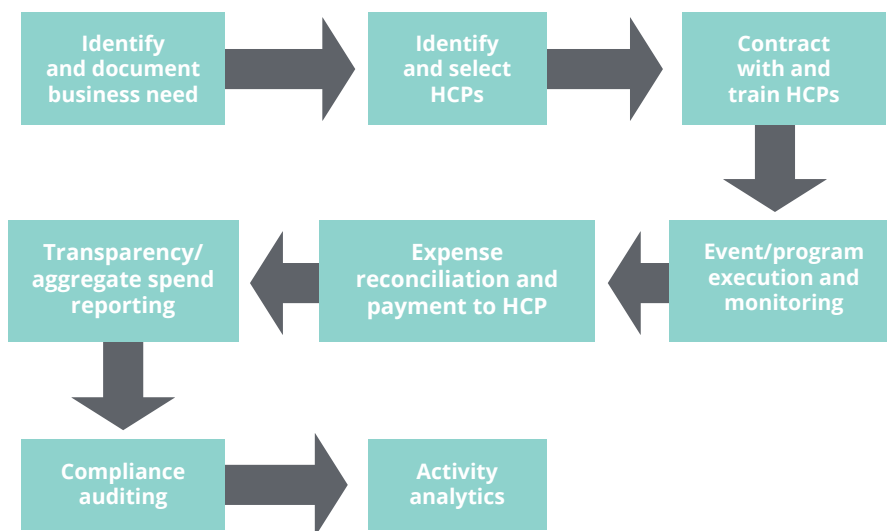 Identify
and document
business need
Identify
and select
HCPs
Contract
with and
train HCPs
Event/program
execution and
monitoring
Expense
reconciliation and
payment to HCP
Transparency/
aggregate spend
reporting
Compliance
auditing
Activity
analytics